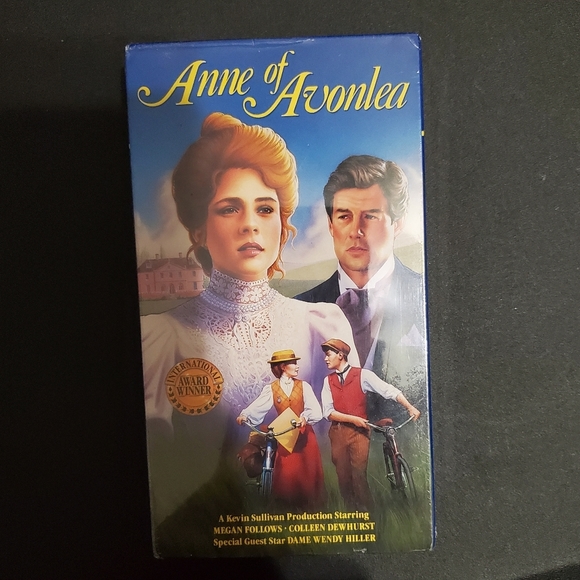 Anne of
Avonlea
INTERNATIONAL
AWARD
WINNER
A Kevin Sullivan Production Starring
MEGAN FOLLOWS · COLLEEN DEWHURST
Special Guest Star DAME WENDY HILLER